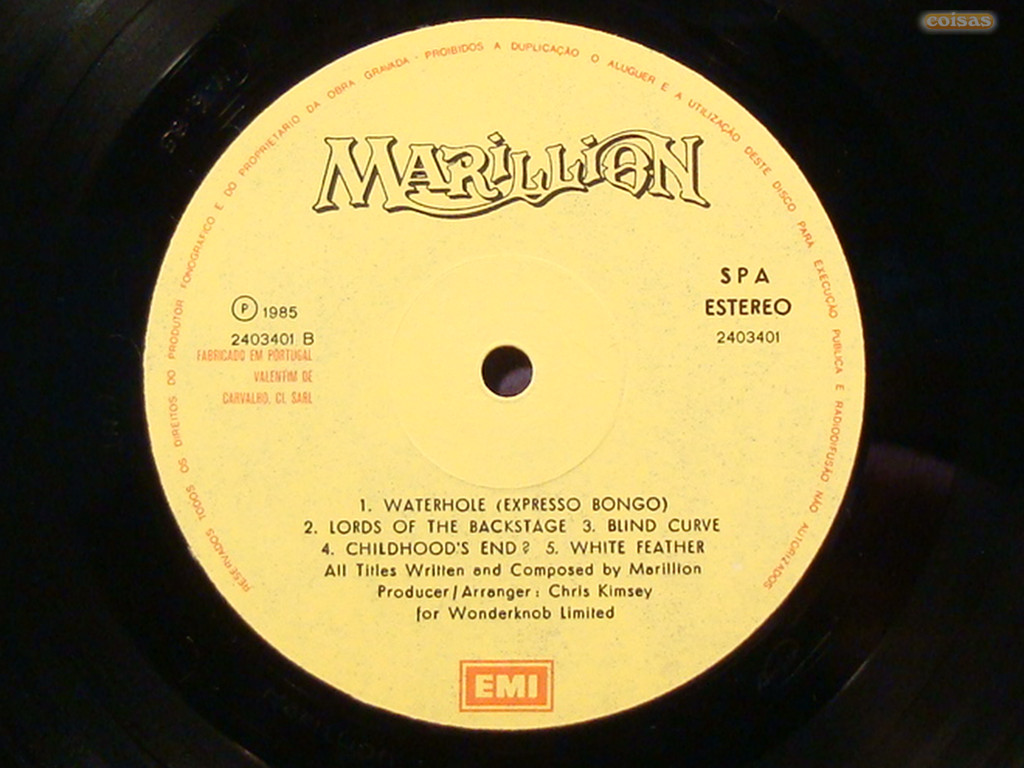 coisas
RESERVADOS TODOS OS DIREITOS DO PRODUTOR FONOGRÁFICO E DO PROPRIETÁRIO DA OBRA GRAVADA · PROIBIDOS A DUPLICAÇÃO O ALUGUER E A UTILIZAÇÃO DESTE DISCO PARA EXECUÇÃO PUBLICA E RADIODIFUSÃO NÃO AUTORIZADOS
MARILLION
SPA
ESTEREO
2403401
Ⓟ 1985
2403401 B
FABRICADO EM PORTUGAL
VALENTIM DE
CARVALHO, CI, SARL
1. WATERHOLE (EXPRESSO BONGO)
2. LORDS OF THE BACKSTAGE 3. BLIND CURVE
4. CHILDHOOD'S END? 5. WHITE FEATHER
All Titles Written and Composed by Marillion
Producer/Arranger: Chris Kimsey
for Wonderknob Limited
EMI